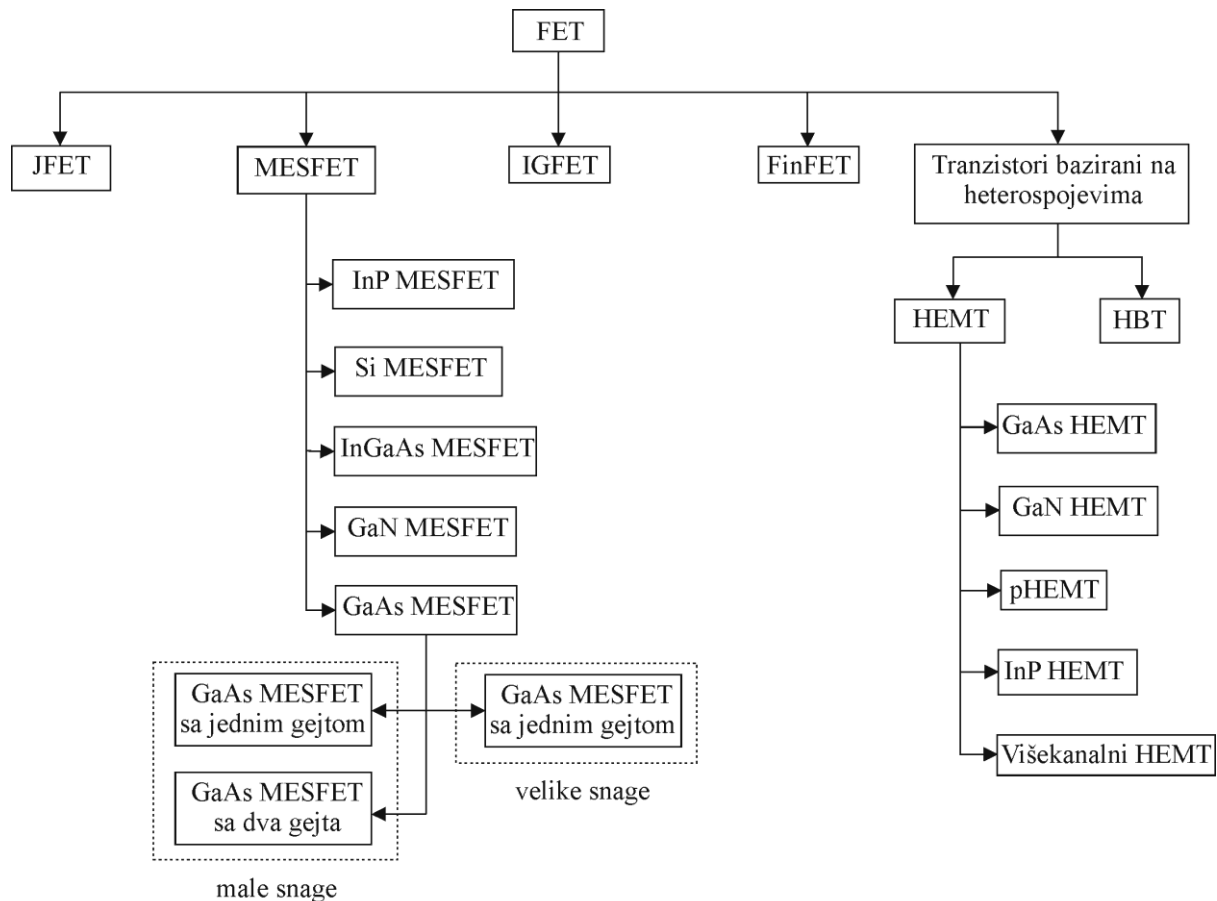 FET
JFET
MESFET
IGFET
FinFET
Tranzistori bazirani na
heterospojevima
InP MESFET
Si MESFET
InGaAs MESFET
GaN MESFET
GaAs MESFET
GaAs MESFET
sa jednim gejtom
GaAs MESFET
sa dva gejta
male snage
GaAs MESFET
sa jednim gejtom
velike snage
HEMT
HBT
GaAs HEMT
GaN HEMT
pHEMT
InP HEMT
Višekanalni HEMT